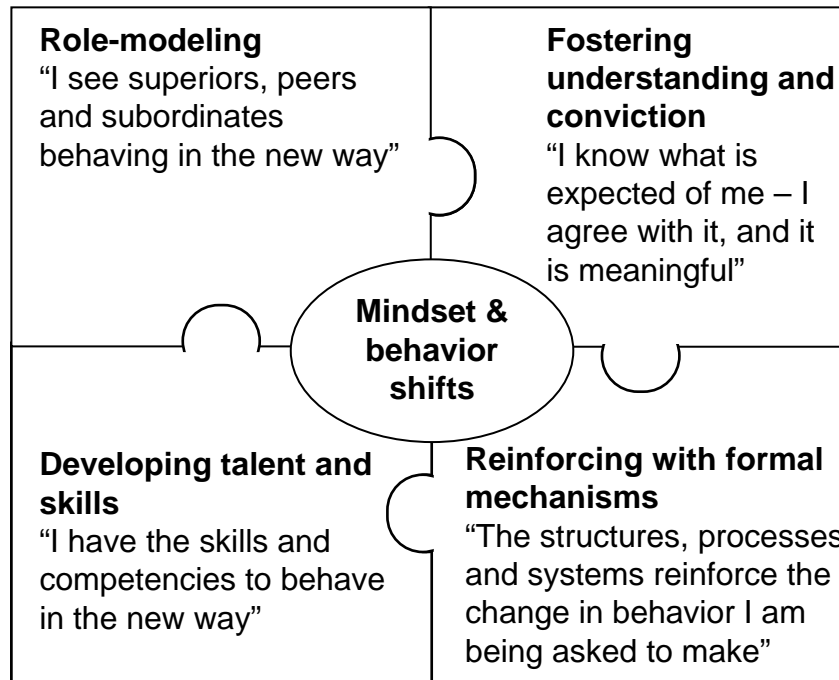 Role-modeling
“I see superiors, peers
and subordinates
behaving in the new way”
Fostering
understanding and
conviction
“I know what is
expected of me – I
agree with it, and it
is meaningful”
Mindset &
behavior
shifts
Developing talent and
skills
“I have the skills and
competencies to behave
in the new way”
Reinforcing with formal
mechanisms
“The structures, processes
and systems reinforce the
change in behavior I am
being asked to make”